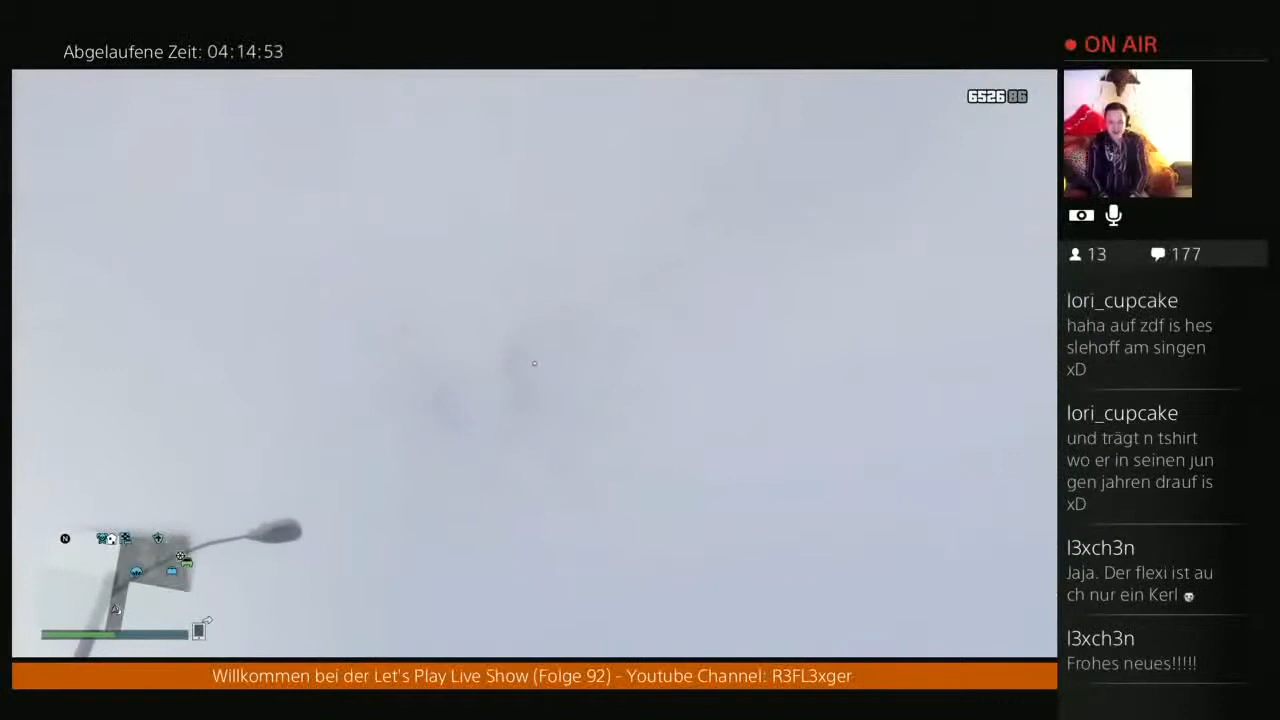 Abgelaufene Zeit: 04:14:53
ON AIR
652686
13
177
lori_cupcake
haha auf zdf is hes
slehoff am singen
xD
lori_cupcake
und trägt n tshirt
wo er in seinen jun
gen jahren drauf is
xD
l3xch3n
Jaja. Der flexi ist au
ch nur ein Kerl
l3xch3n
Frohes neues!!!!!
N
Willkommen bei der Let's Play Live Show (Folge 92) - Youtube Channel: R3FL3xger